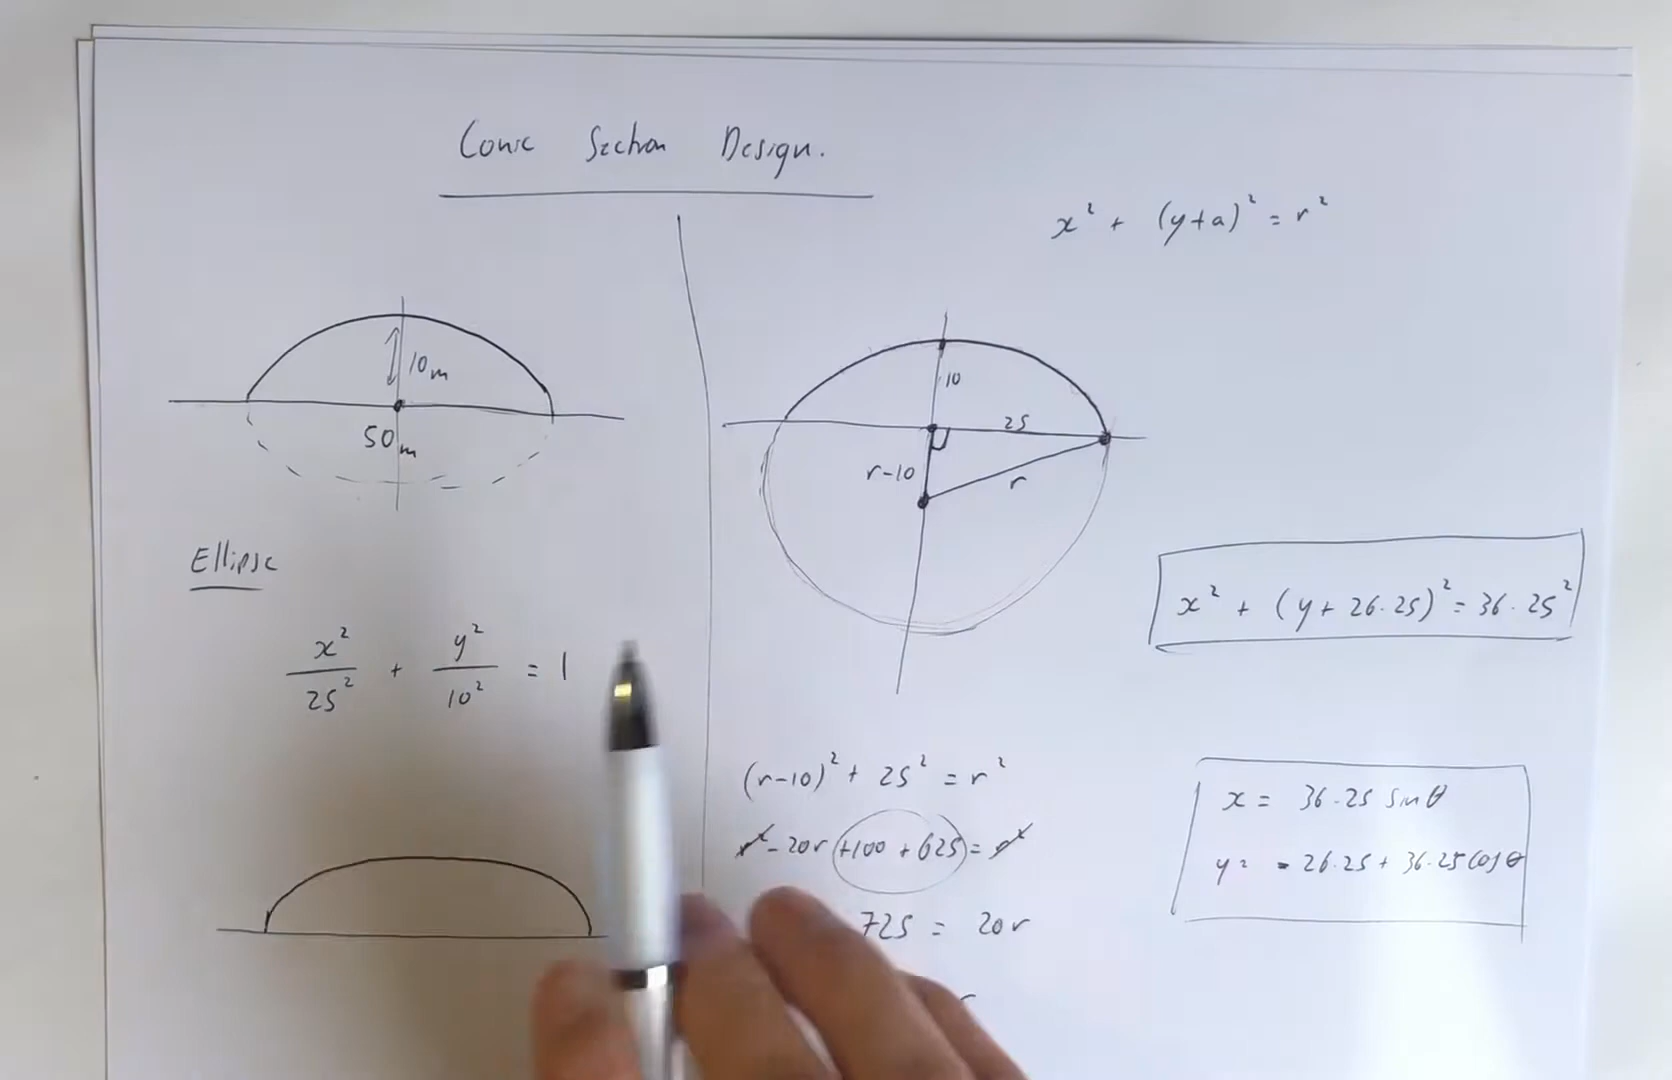 Conic Section Design.
x² + (y+a)² = r²
10m
50m
Ellipse
x²/25² + y²/10² = 1
10
25
r-10
r
(r-10)² + 25² = r²
r² - 20r +100 + 625 = r²
725 = 20r
x² + (y + 26.25)² = 36.25²
x = 36.25 sinθ
y = - 26.25 + 36.25 cosθ